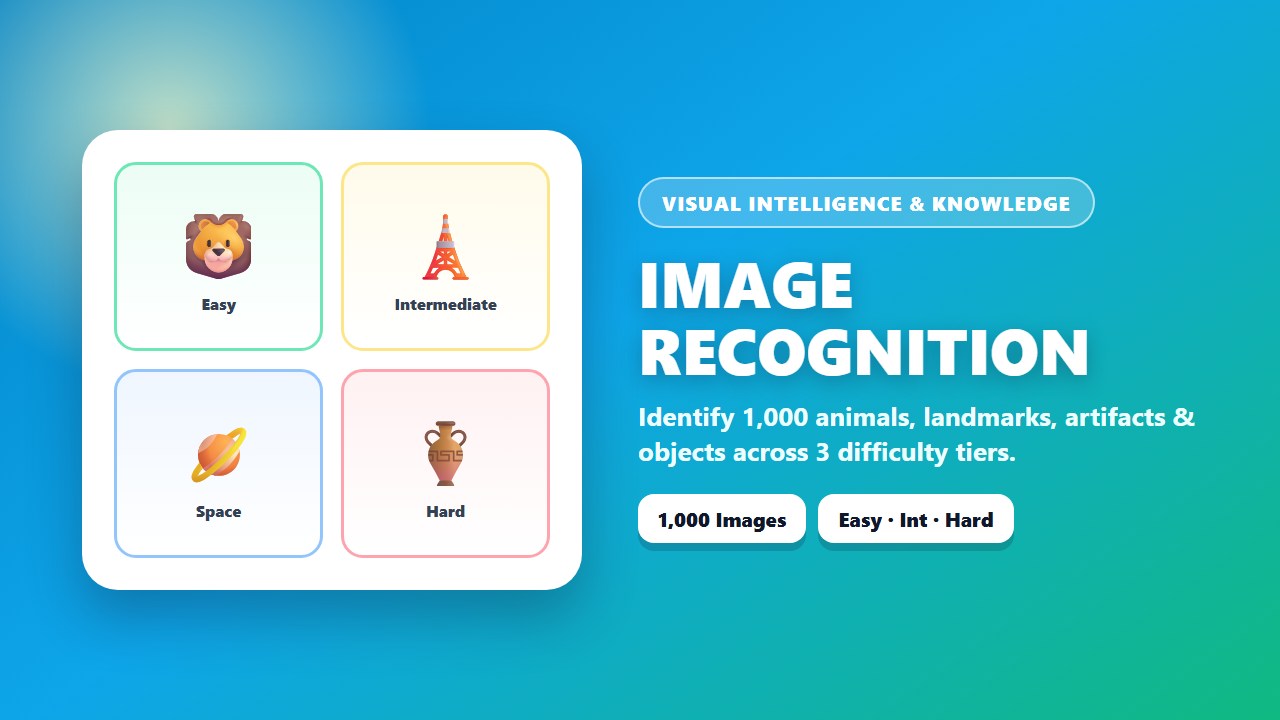 Easy
Intermediate
Space
Hard
VISUAL INTELLIGENCE & KNOWLEDGE
IMAGE
RECOGNITION
Identify 1,000 animals, landmarks, artifacts &
objects across 3 difficulty tiers.
1,000 Images
Easy · Int · Hard